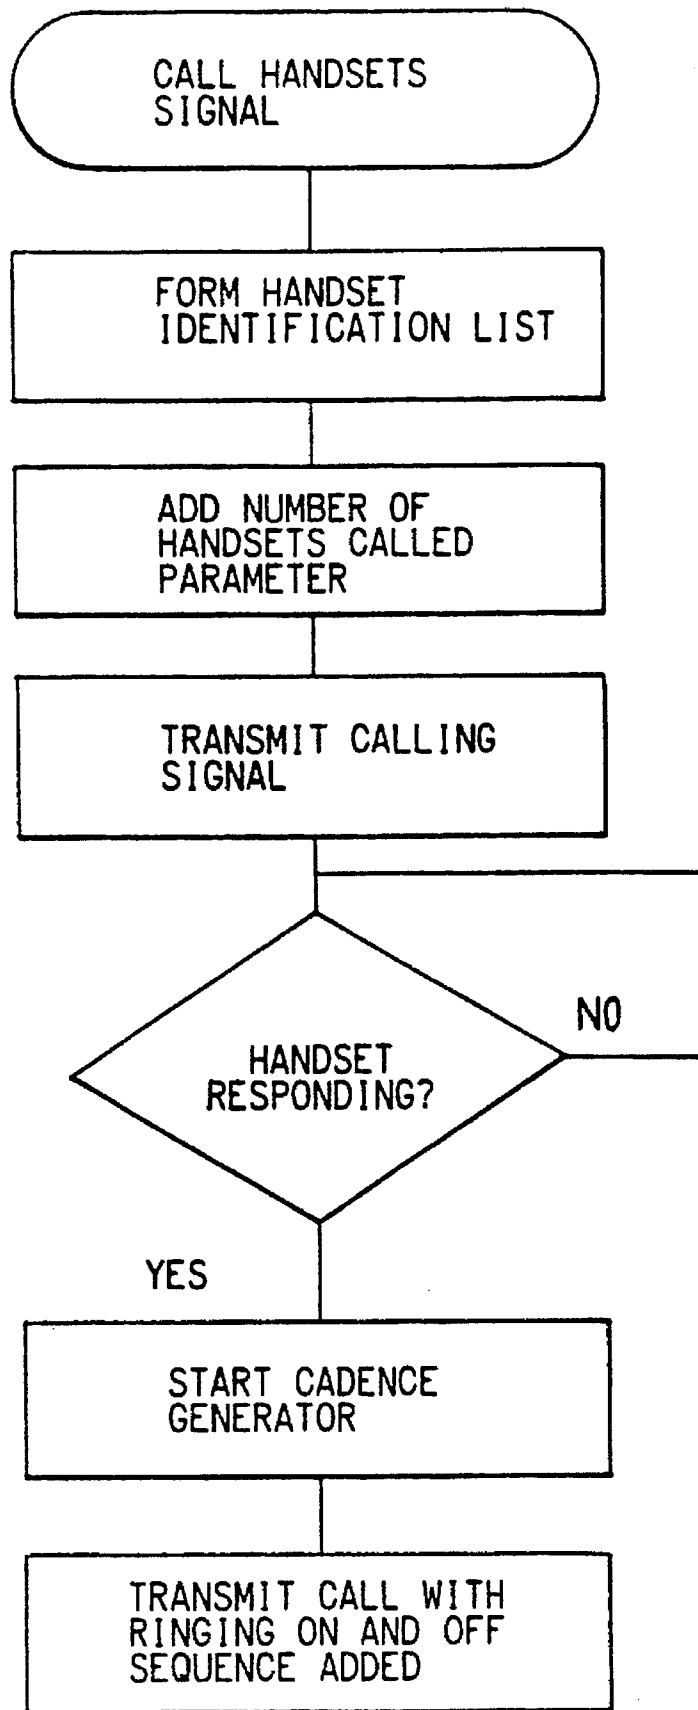 CALL HANDSETS
SIGNAL
FORM HANDSET
IDENTIFICATION LIST
ADD NUMBER OF
HANDSETS CALLED
PARAMETER
TRANSMIT CALLING
SIGNAL
HANDSET
RESPONDING?
NO
YES
START CADENCE
GENERATOR
TRANSMIT CALL WITH
RINGING ON AND OFF
SEQUENCE ADDED